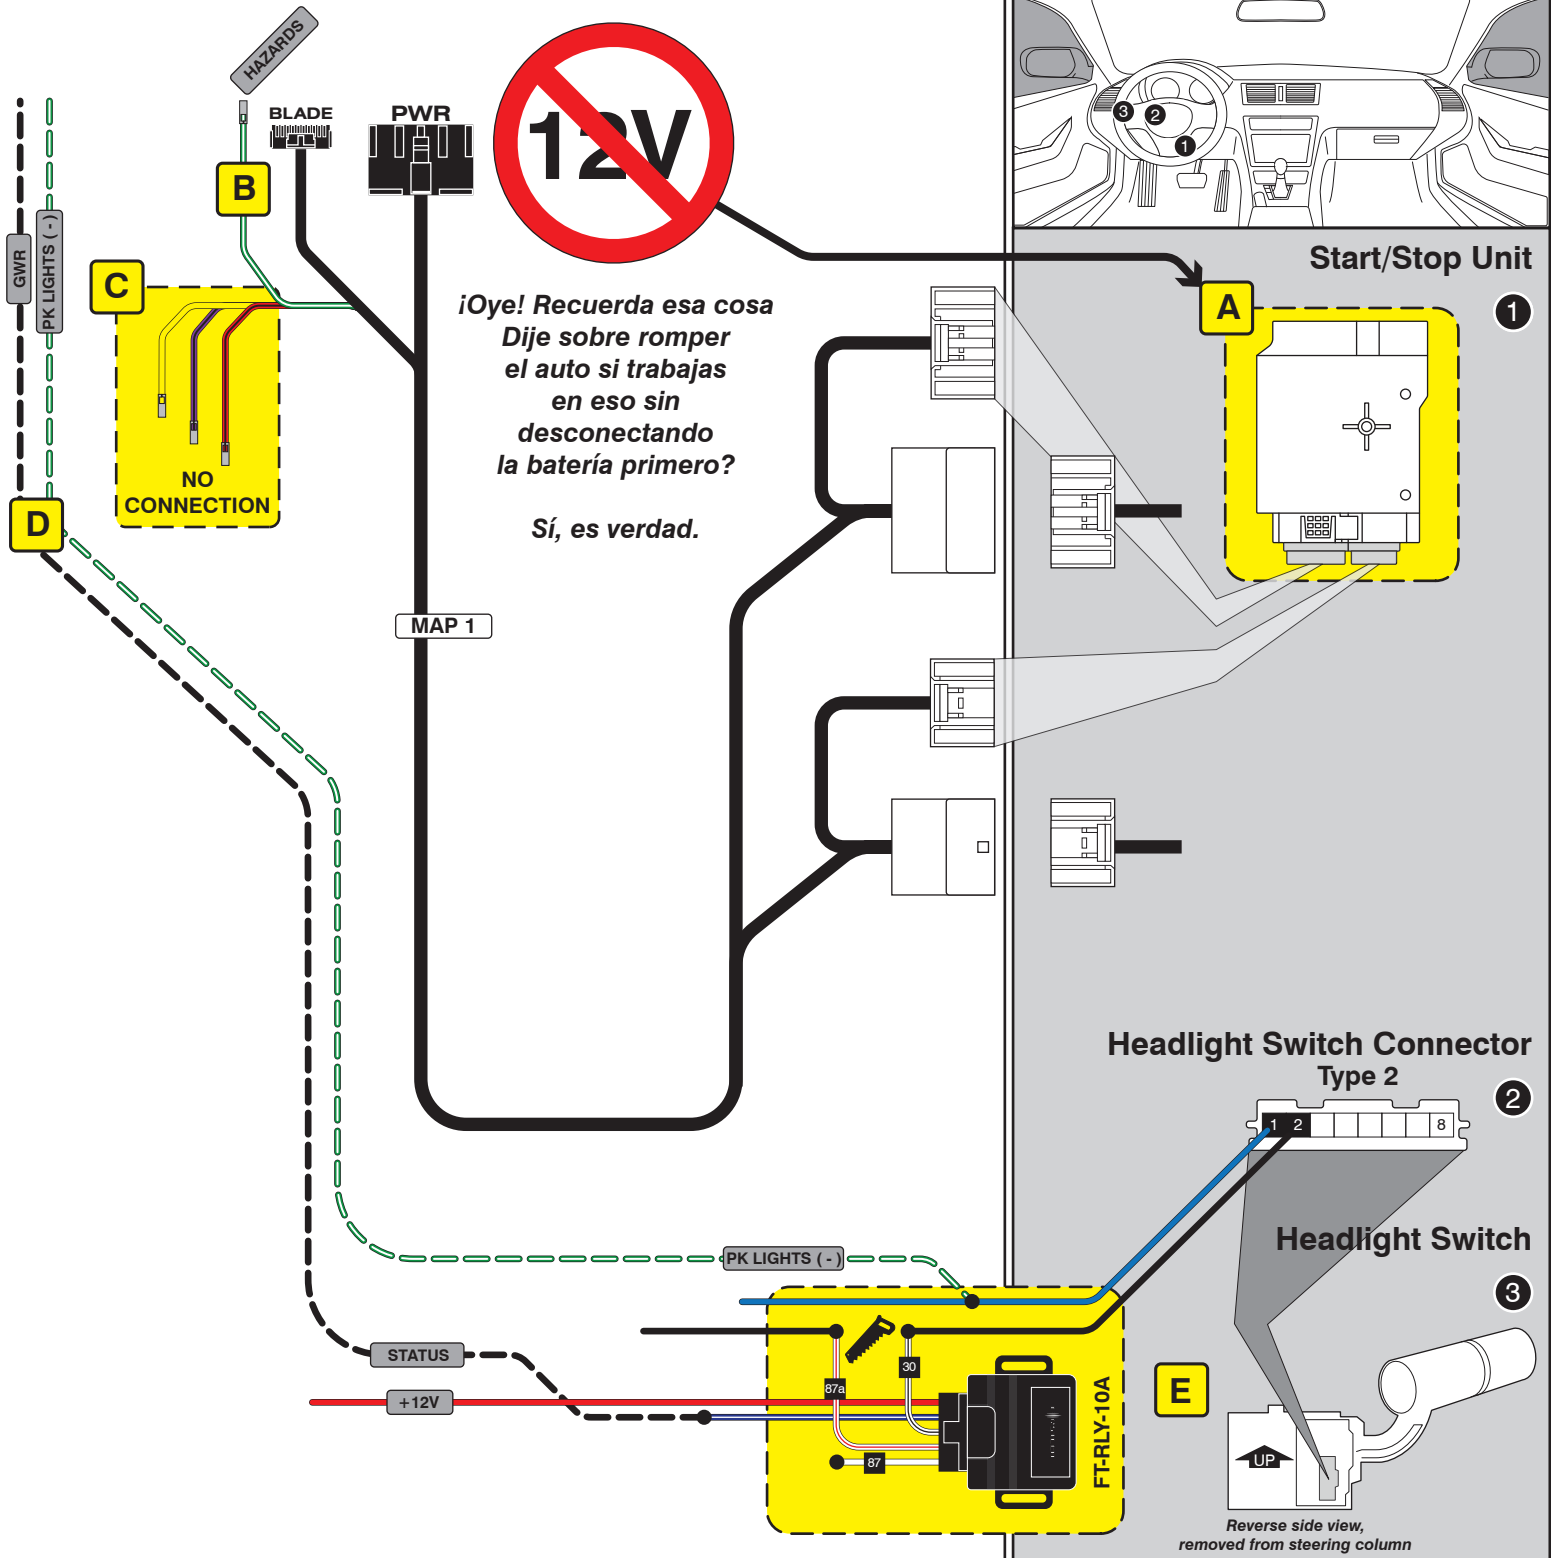 HAZARDS
BLADE
PWR
12V
3
2
1
B
GWR
PK LIGHTS ( - )
C
NO
CONNECTION
D
¡Oye! Recuerda esa cosa
Dije sobre romper
el auto si trabajas
en eso sin
desconectando
la batería primero?
Sí, es verdad.
Start/Stop Unit
1
A
MAP 1
Headlight Switch Connector
Type 2
2
1 2 8
Headlight Switch
3
PK LIGHTS ( - )
STATUS
+12V
87a
30
87
FT-RLY-10A
E
UP
Reverse side view,
removed from steering column